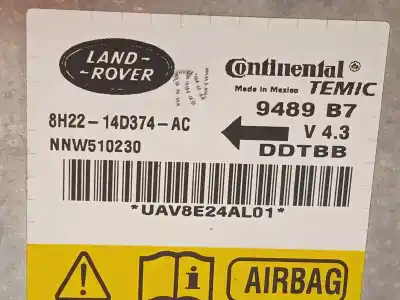 LAND-
-ROVER
Continental®
Made in Mexico TEMIC
9489 B7
8H22-14D374-AC
V 4.3
NNW510230
DDTBB
*UAV8E24AL01*
i
AIRBAG